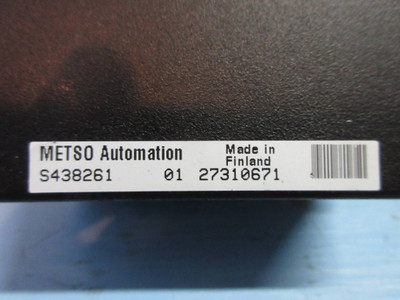 METSO Automation
Made in
Finland
S438261 01 27310671